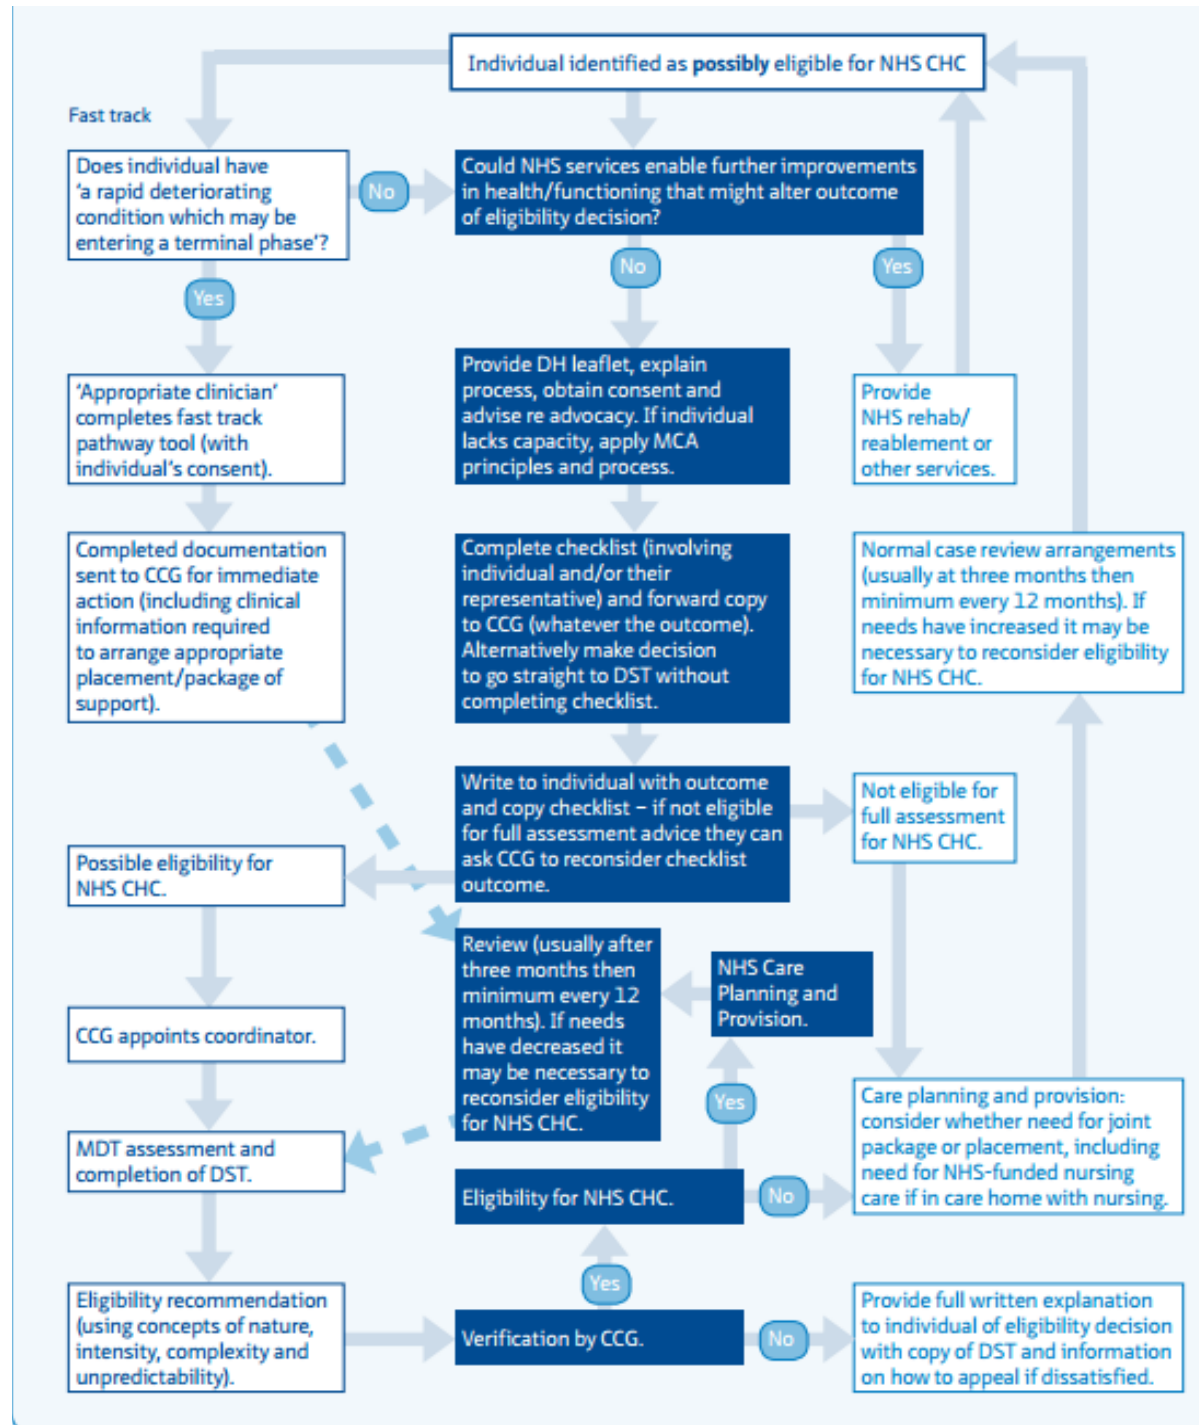 Individual identified as possibly eligible for NHS CHC
Fast track
Does individual have
‘a rapid deteriorating
condition which may be
entering a terminal phase’?
No
Could NHS services enable further improvements
in health/functioning that might alter outcome
of eligibility decision?
Yes
No
Yes
‘Appropriate clinician’
completes fast track
pathway tool (with
individual’s consent).
Provide DH leaflet, explain
process, obtain consent and
advise re advocacy. If individual
lacks capacity, apply MCA
principles and process.
Provide
NHS rehab/
reablement or
other services.
Completed documentation
sent to CCG for immediate
action (including clinical
information required
to arrange appropriate
placement/package of
support).
Complete checklist (involving
individual and/or their
representative) and forward copy
to CCG (whatever the outcome).
Alternatively make decision
to go straight to DST without
completing checklist.
Normal case review arrangements
(usually at three months then
minimum every 12 months). If
needs have increased it may be
necessary to reconsider eligibility
for NHS CHC.
Write to individual with outcome
and copy checklist – if not eligible
for full assessment advice they can
ask CCG to reconsider checklist
outcome.
Not eligible for
full assessment
for NHS CHC.
Possible eligibility for
NHS CHC.
Review (usually after
three months then
minimum every 12
months). If needs
have decreased it
may be necessary to
reconsider eligibility
for NHS CHC.
NHS Care
Planning and
Provision.
CCG appoints coordinator.
Yes
Care planning and provision:
consider whether need for joint
package or placement, including
need for NHS-funded nursing
care if in care home with nursing.
MDT assessment and
completion of DST.
Eligibility for NHS CHC.
No
Yes
Eligibility recommendation
(using concepts of nature,
intensity, complexity and
unpredictability).
Verification by CCG.
No
Provide full written explanation
to individual of eligibility decision
with copy of DST and information
on how to appeal if dissatisfied.